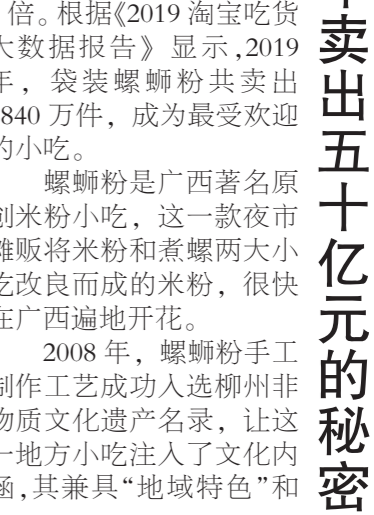 倍。根据《2019 淘宝吃货
大数据报告》显示,2019
年，袋装螺蛳粉共卖出
840 万件，成为最受欢迎
的小吃。
螺蛳粉是广西著名原
创米粉小吃，这一款夜市
摊贩将米粉和煮螺两大小
吃改良而成的米粉，很快
在广西遍地开花。
2008 年，螺蛳粉手工
制作工艺成功入选柳州非
物质文化遗产名录，让这
一地方小吃注入了文化内
涵,其兼具“地域特色”和
卖出五十亿元的秘密